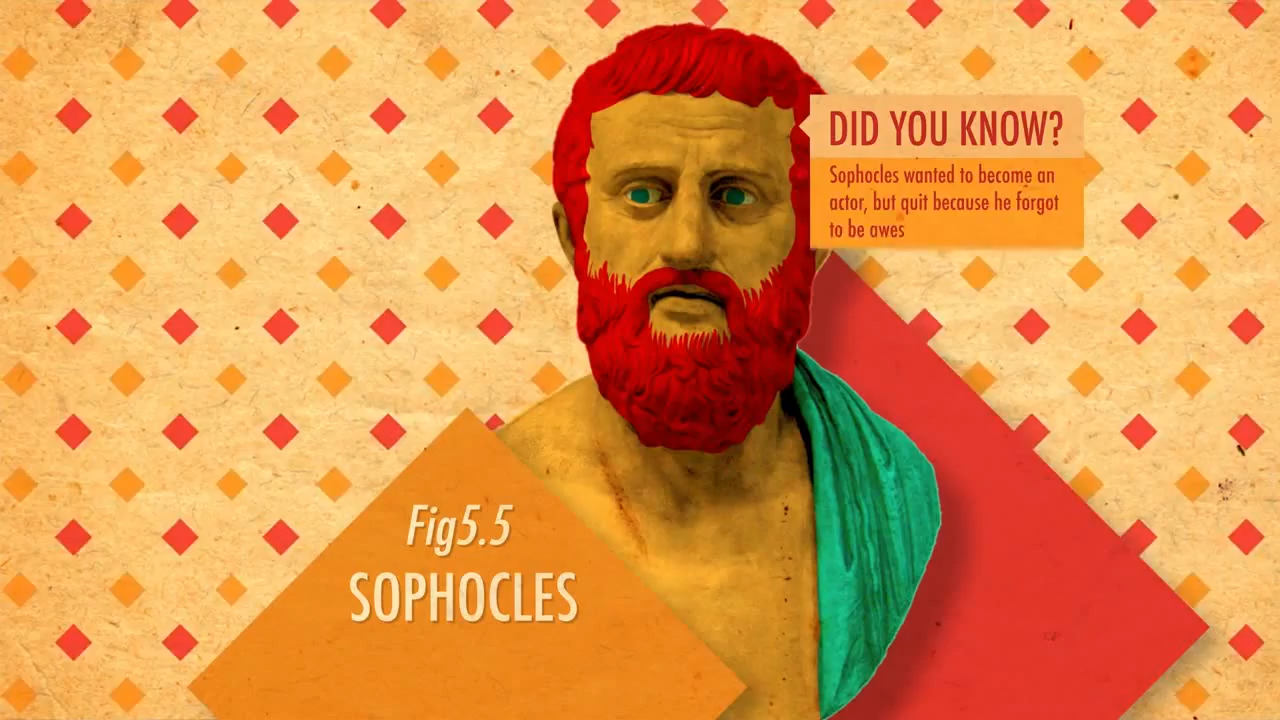 DID YOU KNOW?
Sophocles wanted to become an
actor, but quit because he forgot
to be awes
Fig5.5
SOPHOCLES